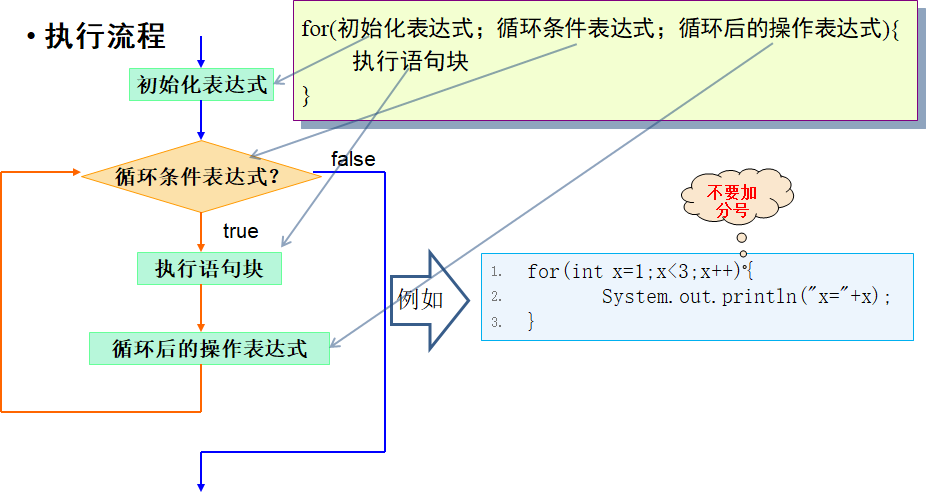 • 执行流程
for(初始化表达式；循环条件表达式；循环后的操作表达式){
执行语句块
}
初始化表达式
循环条件表达式？
false
true
执行语句块
循环后的操作表达式
例如
不要加
分号
1. for(int x=1;x<3;x++){
2. System.out.println("x="+x);
3. }